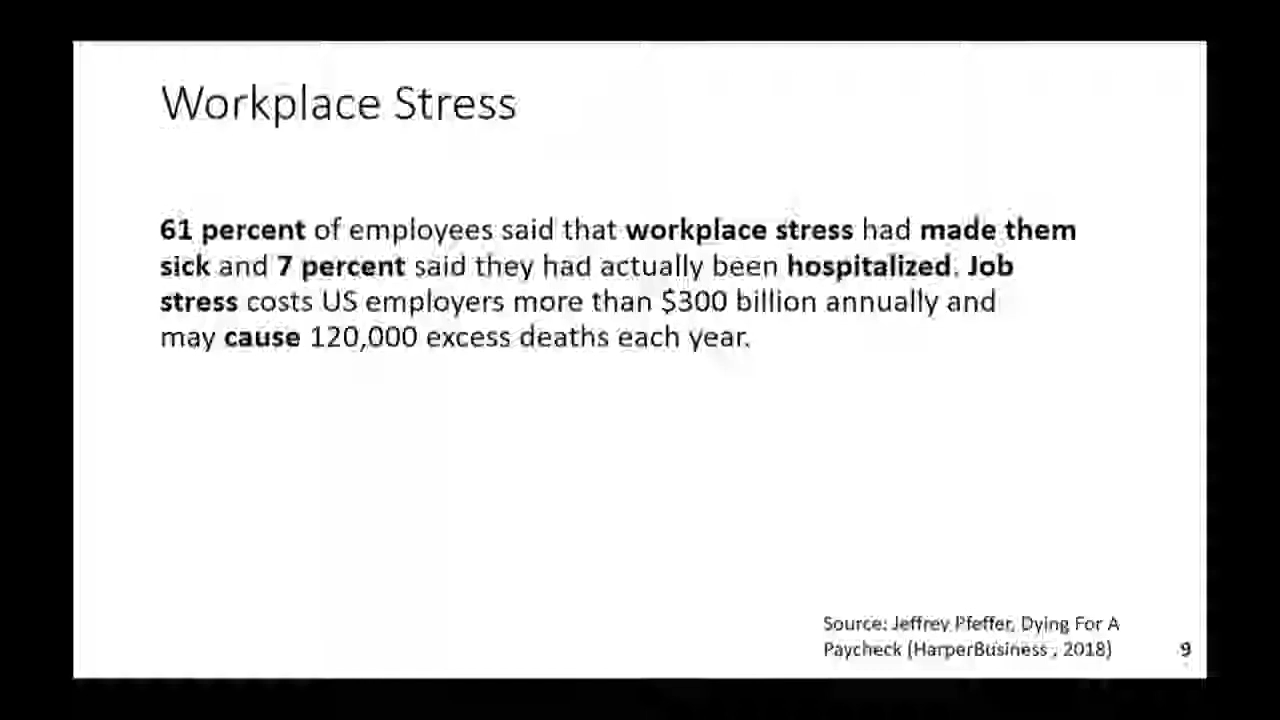 Workplace Stress
61 percent of employees said that workplace stress had made them
sick and 7 percent said they had actually been hospitalized. Job
stress costs US employers more than $300 billion annually and
may cause 120,000 excess deaths each year.
Source: Jeffrey Pfeffer, Dying For A
Paycheck (HarperBusiness , 2018)
9